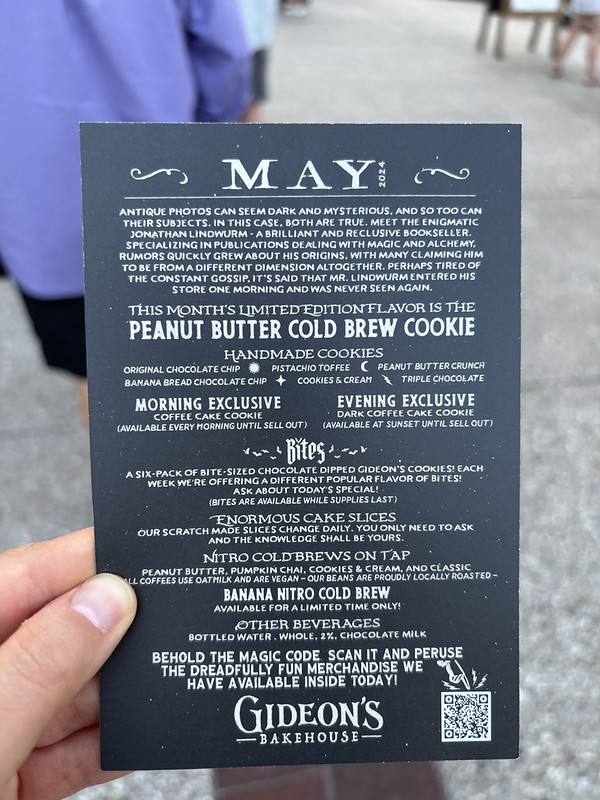 MAY 2024
ANTIQUE PHOTOS CAN SEEM DARK AND MYSTERIOUS, AND SO TOO CAN
THEIR SUBJECTS. IN THIS CASE, BOTH ARE TRUE. MEET THE ENIGMATIC
JONATHAN LINDWURM - A BRILLIANT AND RECLUSIVE BOOKSELLER.
SPECIALIZING IN PUBLICATIONS DEALING WITH MAGIC AND ALCHEMY,
RUMORS QUICKLY GREW ABOUT HIS ORIGINS, WITH MANY CLAIMING HIM
TO BE FROM A DIFFERENT DIMENSION ALTOGETHER. PERHAPS TIRED OF
THE CONSTANT GOSSIP, IT'S SAID THAT MR. LINDWURM ENTERED HIS
STORE ONE MORNING AND WAS NEVER SEEN AGAIN.
THIS MONTH'S LIMITED EDITION FLAVOR IS THE
PEANUT BUTTER COLD BREW COOKIE
HANDMADE COOKIES
ORIGINAL CHOCOLATE CHIP PISTACHIO TOFFEE PEANUT BUTTER CRUNCH
BANANA BREAD CHOCOLATE CHIP COOKIES & CREAM TRIPLE CHOCOLATE
MORNING EXCLUSIVE EVENING EXCLUSIVE
COFFEE CAKE COOKIE DARK COFFEE CAKE COOKIE
(AVAILABLE EVERY MORNING UNTIL SELL OUT) (AVAILABLE AT SUNSET UNTIL SELL OUT)
Bites
A SIX-PACK OF BITE-SIZED CHOCOLATE DIPPED GIDEON'S COOKIES! EACH
WEEK WE'RE OFFERING A DIFFERENT POPULAR FLAVOR OF BITES!
ASK ABOUT TODAY'S SPECIAL!
(BITES ARE AVAILABLE WHILE SUPPLIES LAST)
ENORMOUS CAKE SLICES
OUR SCRATCH MADE SLICES CHANGE DAILY. YOU ONLY NEED TO ASK
AND THE KNOWLEDGE SHALL BE YOURS.
NITRO COLD BREWS ON TAP
PEANUT BUTTER, PUMPKIN CHAI, COOKIES & CREAM, AND CLASSIC
COFFEES USE OATMILK AND ARE VEGAN - OUR BEANS ARE PROUDLY LOCALLY ROASTED-
BANANA NITRO COLD BREW
AVAILABLE FOR A LIMITED TIME ONLY!
OTHER BEVERAGES
BOTTLED WATER . WHOLE, 2%, CHOCOLATE MILK
BEHOLD THE MAGIC CODE SCAN IT AND PERUSE
THE DREADFULLY FUN MERCHANDISE WE
HAVE AVAILABLE INSIDE TODAY!
GIDEON'S
BAKEHOUSE